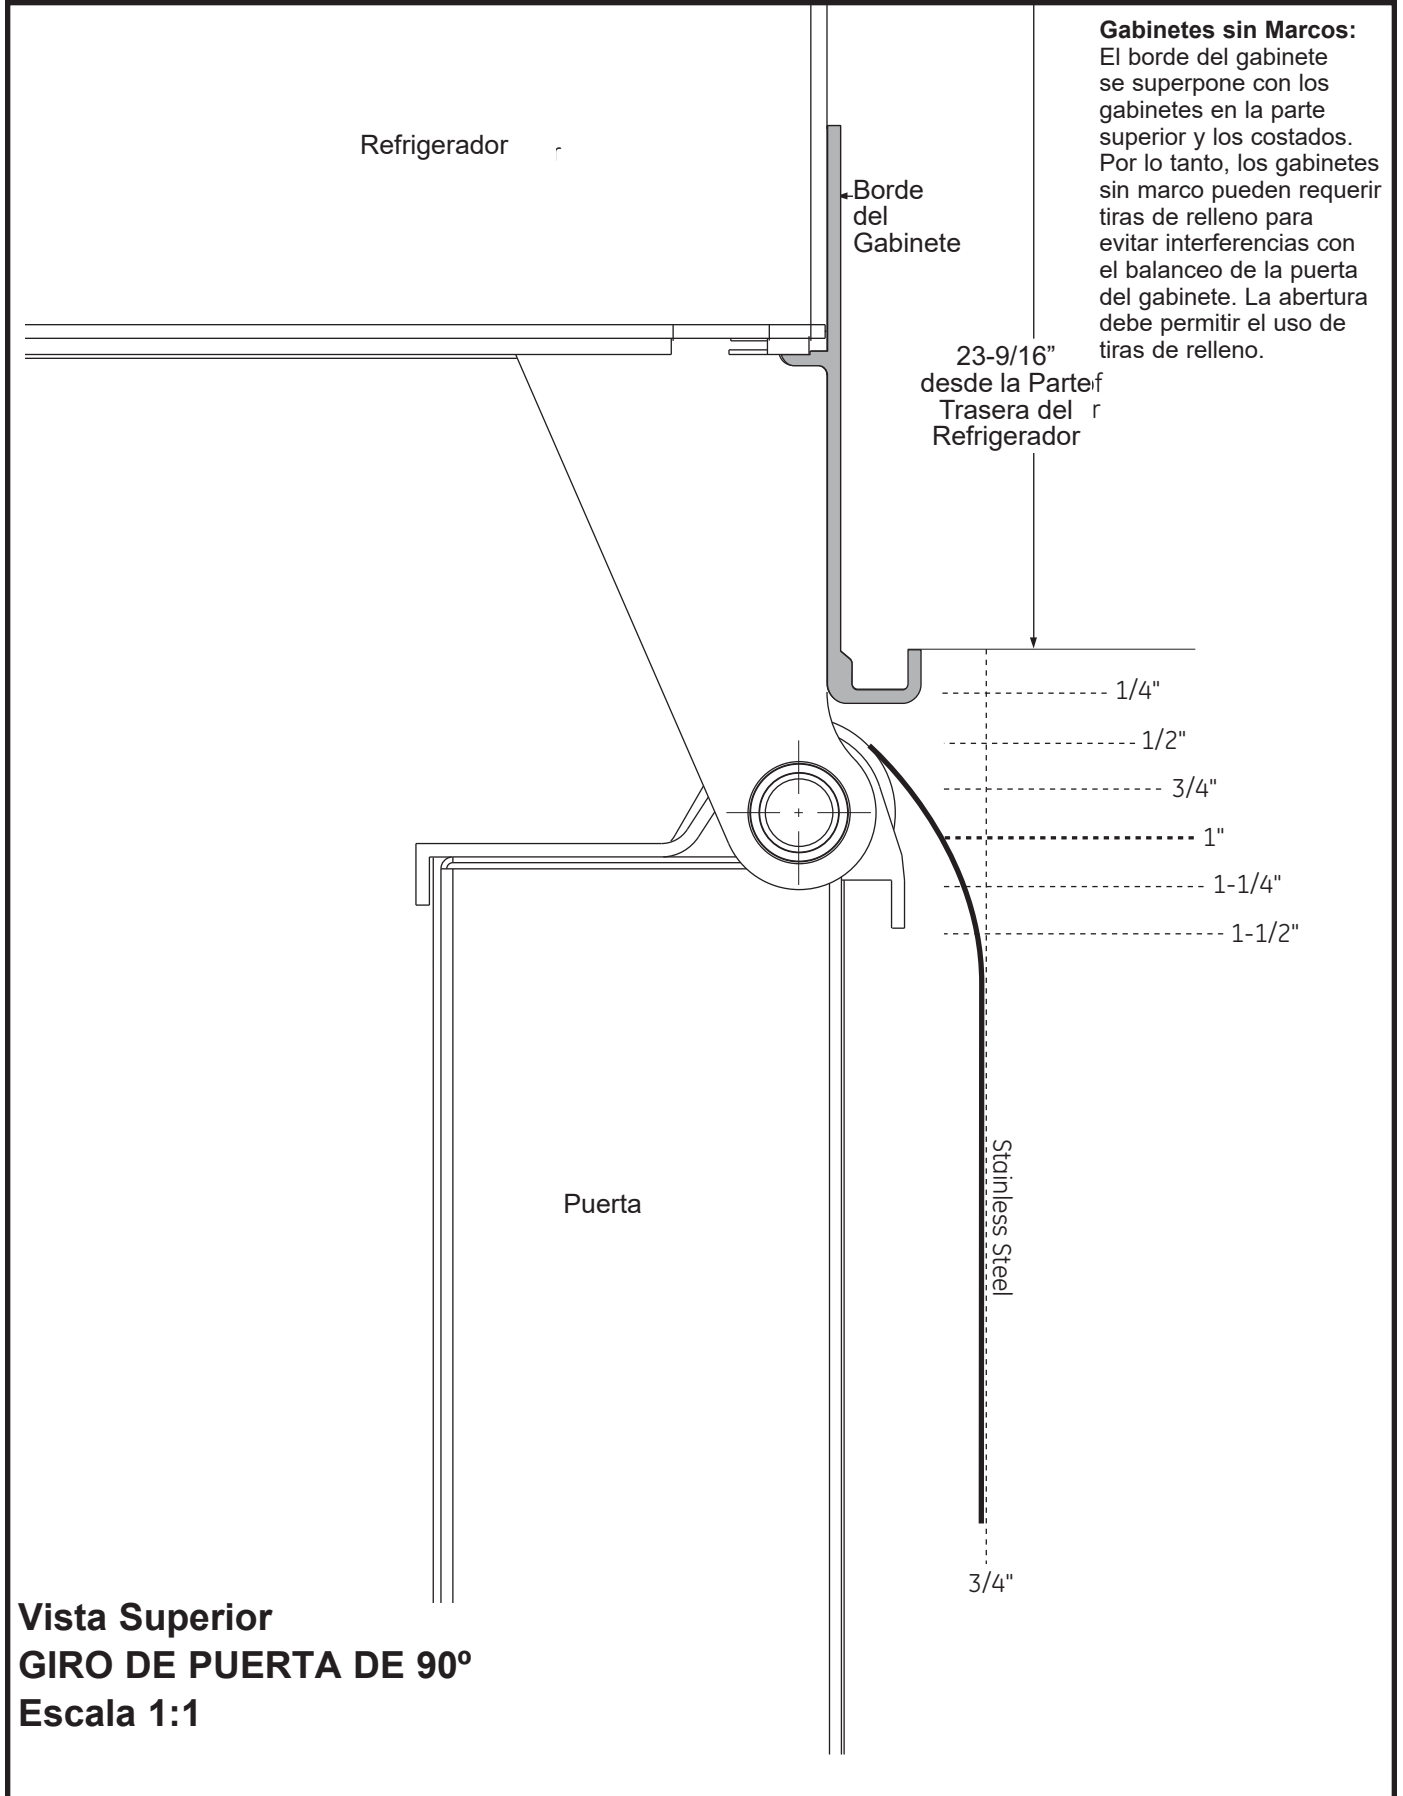 Gabinetes sin Marcos:
El borde del gabinete
se superpone con los
gabinetes en la parte
superior y los costados.
Por lo tanto, los gabinetes
sin marco pueden requerir
tiras de relleno para
evitar interferencias con
el balanceo de la puerta
del gabinete. La abertura
debe permitir el uso de
tiras de relleno.
Refrigerador
Borde
del
Gabinete
23-9/16”
desde la Parte
Trasera del
Refrigerador
1/4"
1/2"
3/4"
1"
1-1/4"
1-1/2"
Stainless Steel
Puerta
3/4"
Vista Superior
GIRO DE PUERTA DE 90º
Escala 1:1